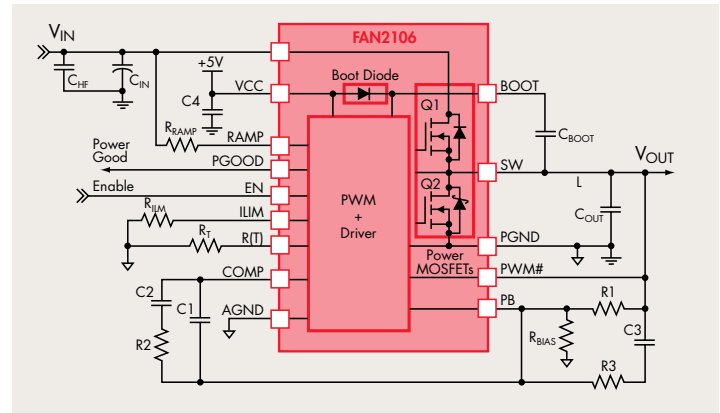 FAN2106
VIN
CHF
CIN
+5V
VCC
C4
Boot Diode
BOOT
Q1
CBOOT
RRAMP
RAMP
Power
Good
PGOOD
SW
VOUT
L
Enable
EN
Q2
COUT
RILM
ILIM
PWM
+
Driver
RT
R(T)
PGND
Power
MOSFETs
COMP
PWM#
C2
C1
AGND
PB
R1
RBIAS
C3
R2
R3